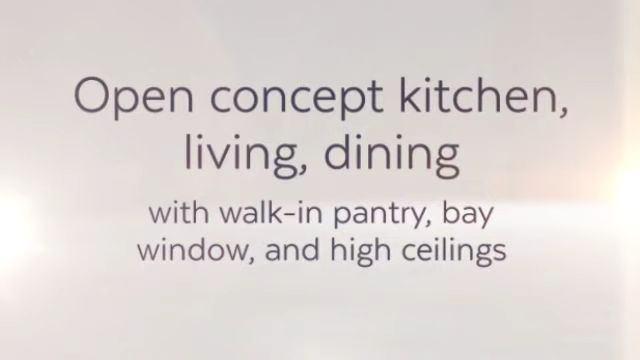 Open concept kitchen,
living, dining
with walk-in pantry, bay
window, and high ceilings